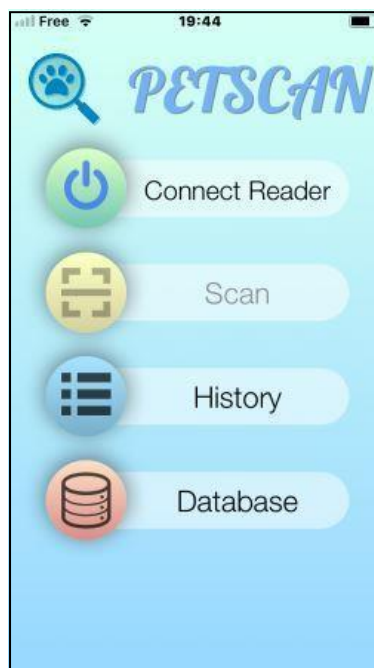 Free 19:44
PETSCAN
Connect Reader
Scan
History
Database